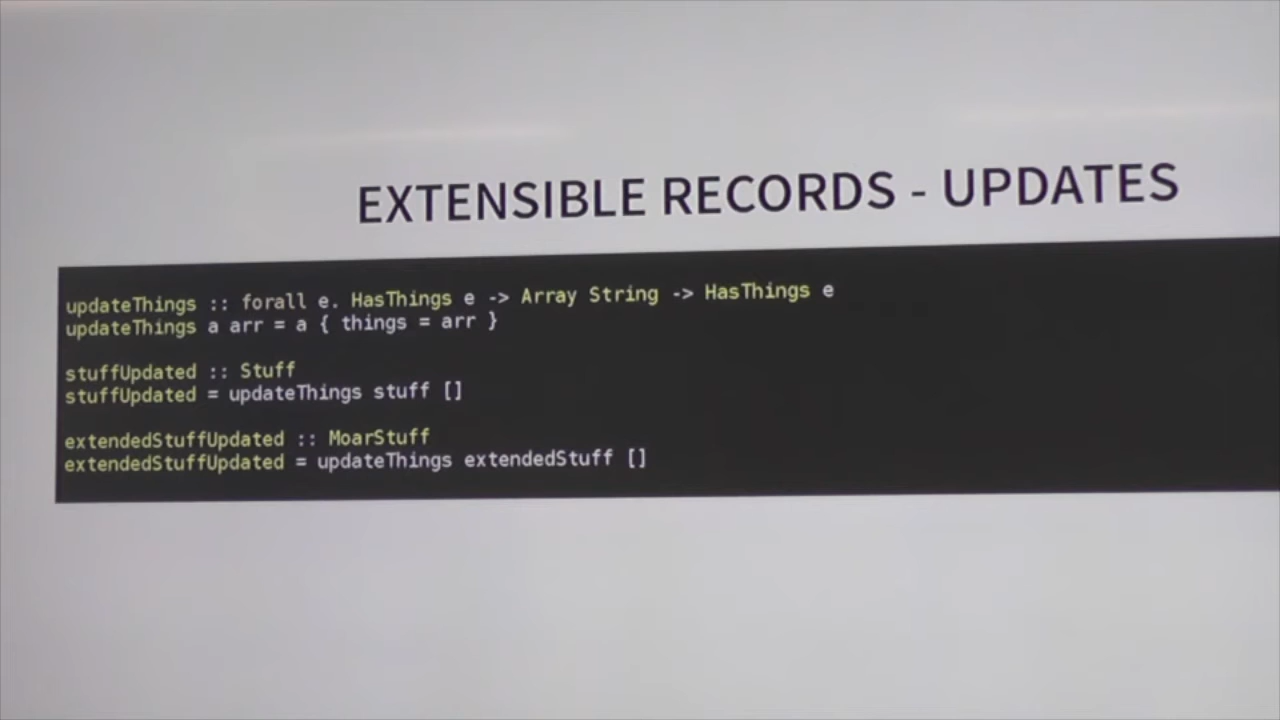 EXTENSIBLE RECORDS - UPDATES
updateThings :: forall e. HasThings e -> Array String -> HasThings e
updateThings a arr = a { things = arr }
stuffUpdated :: Stuff
stuffUpdated = updateThings stuff []
extendedStuffUpdated :: MoarStuff
extendedStuffUpdated = updateThings extendedStuff []